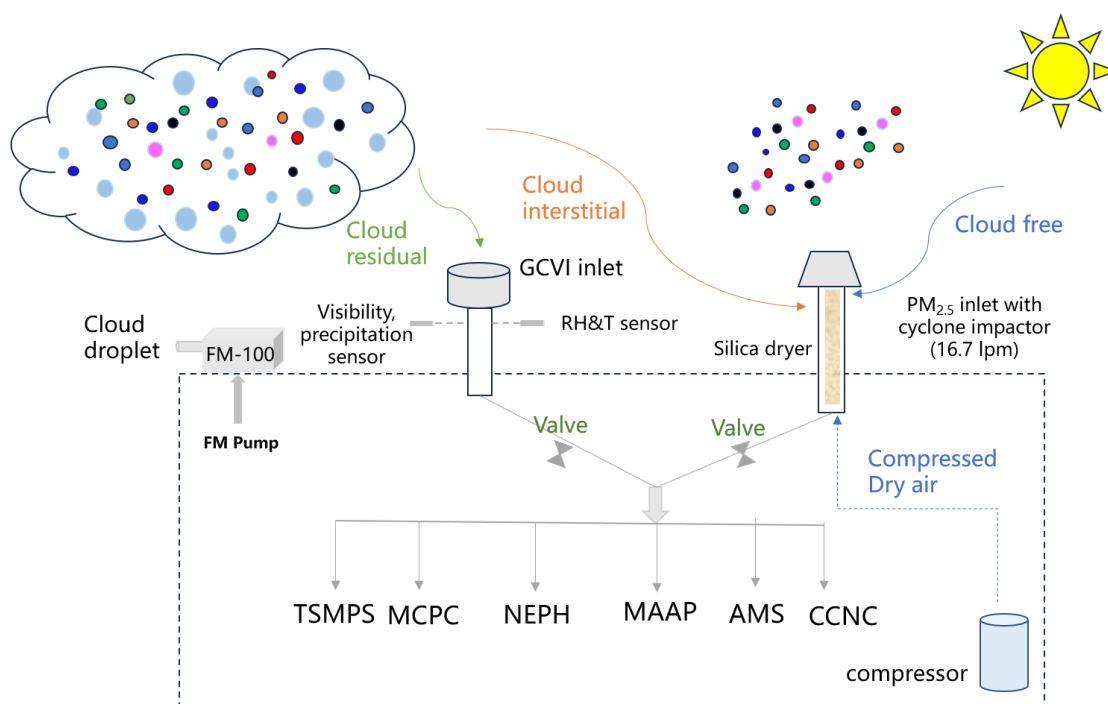 Cloud
residual
Cloud
interstitial
Cloud free
GCVI inlet
Visibility,
precipitation
sensor
RH&T sensor
Cloud
droplet
FM-100
FM Pump
Silica dryer
PM₂.₅ inlet with
cyclone impactor
(16.7 lpm)
Valve
Valve
Compressed
Dry air
TSMPS
MCPC
NEPH
MAAP
AMS
CCNC
compressor